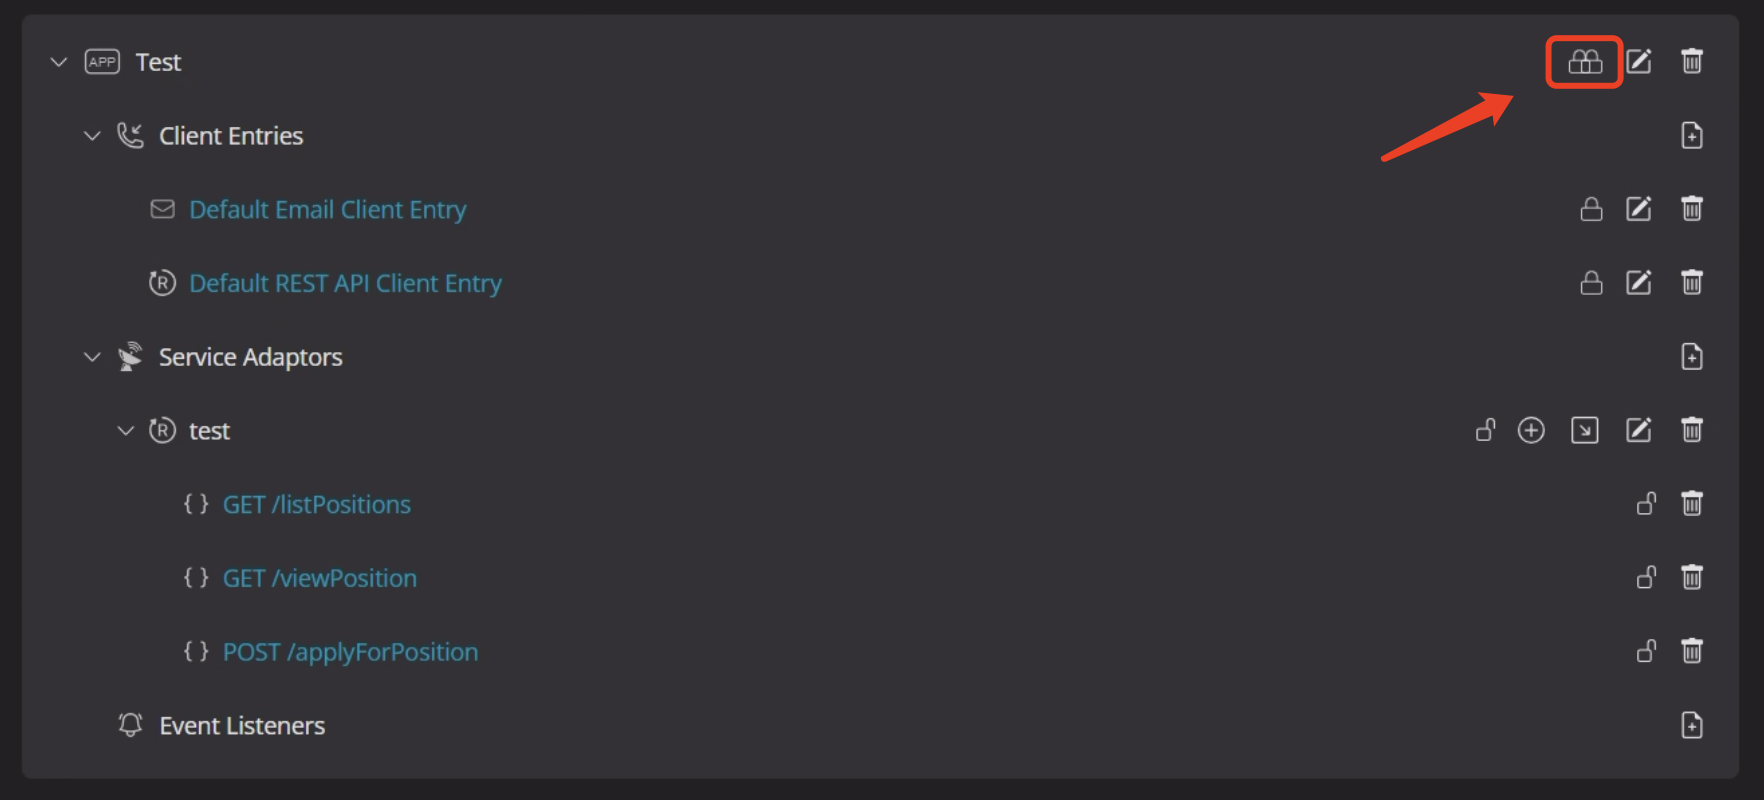 APP Test
Client Entries
Default Email Client Entry
R Default REST API Client Entry
Service Adaptors
R test
{ } GET /listPositions
{ } GET /viewPosition
{ } POST /applyForPosition
Event Listeners